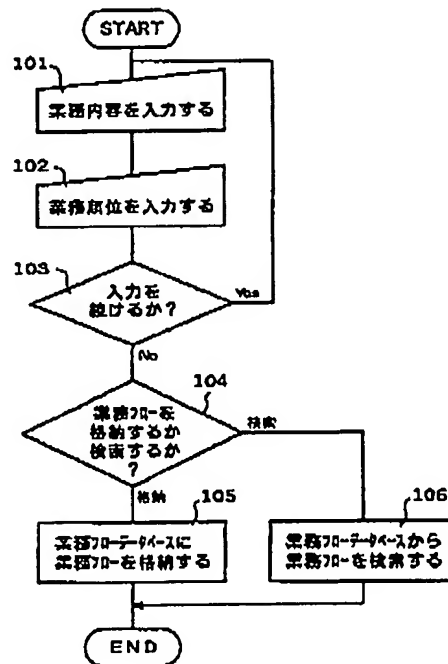 START
101
業務内容を入力する
102
業務順位を入力する
103
入力を
続けるか?
Yes
No
104
業務フローを
格納するか
検索するか
?
検索
格納
105
106
業務フローデータベースに
業務フローを格納する
業務フローデータベースから
業務フローを検索する
END